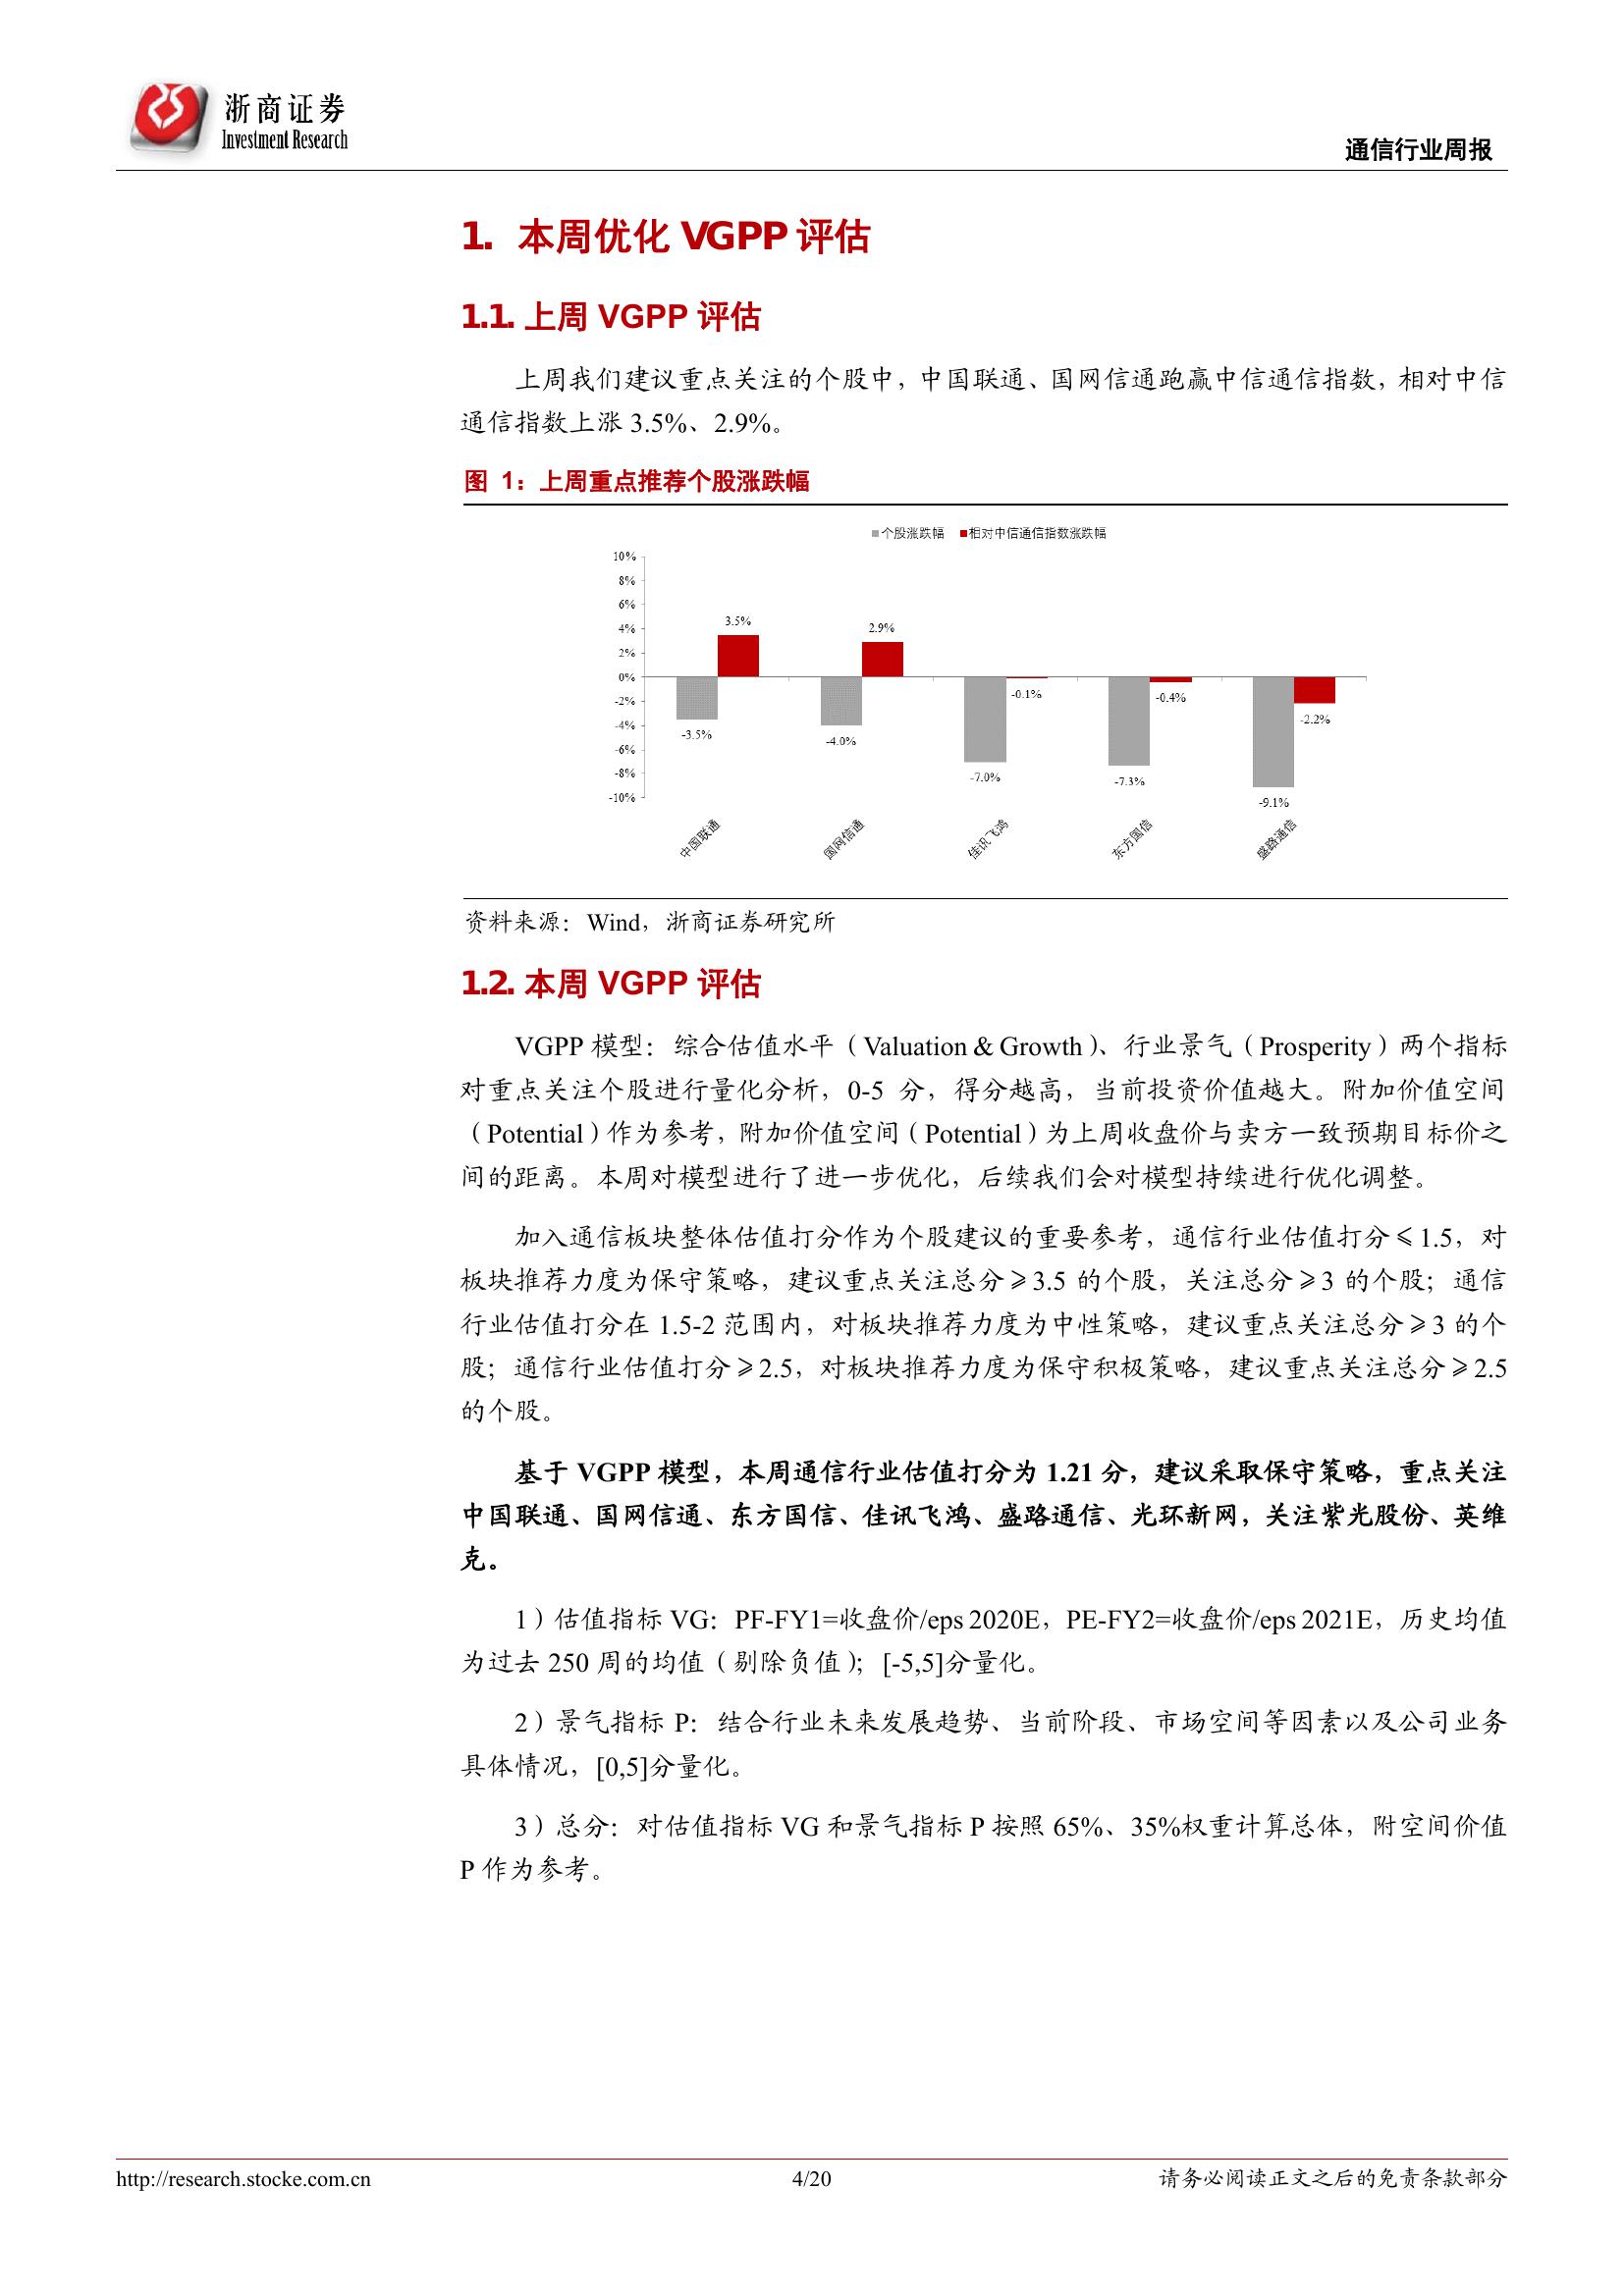 浙商证券
Investment Research
通信行业周报
1. 本周优化 VGPP 评估
1.1. 上周 VGPP 评估
上周我们建议重点关注的个股中，中国联通、国网信通跑赢中信通信指数，相对中信
通信指数上涨 3.5%、2.9%。
图 1：上周重点推荐个股涨跌幅
个股涨跌幅 相对中信通信指数涨跌幅
10%
8%
6%
4%
2%
0%
-2%
-4%
-6%
-8%
-10%
3.5%
2.9%
-0.1%
-0.4%
-2.2%
-3.5%
-4.0%
-7.0%
-7.3%
-9.1%
中国联通
国网信通
佳讯飞鸿
东方国信
盛路通信
资料来源：Wind，浙商证券研究所
1.2. 本周 VGPP 评估
VGPP 模型：综合估值水平（Valuation & Growth）、行业景气（Prosperity）两个指标
对重点关注个股进行量化分析，0-5 分，得分越高，当前投资价值越大。附加价值空间
（Potential）作为参考，附加价值空间（Potential）为上周收盘价与卖方一致预期目标价之
间的距离。本周对模型进行了进一步优化，后续我们会对模型持续进行优化调整。
加入通信板块整体估值打分作为个股建议的重要参考，通信行业估值打分≤1.5，对
板块推荐力度为保守策略，建议重点关注总分≥3.5 的个股，关注总分≥3 的个股；通信
行业估值打分在 1.5-2 范围内，对板块推荐力度为中性策略，建议重点关注总分≥3 的个
股；通信行业估值打分≥2.5，对板块推荐力度为保守积极策略，建议重点关注总分≥2.5
的个股。
基于 VGPP 模型，本周通信行业估值打分为 1.21 分，建议采取保守策略，重点关注
中国联通、国网信通、东方国信、佳讯飞鸿、盛路通信、光环新网，关注紫光股份、英维
克。
1）估值指标 VG：PF-FY1=收盘价/eps 2020E，PE-FY2=收盘价/eps 2021E，历史均值
为过去 250 周的均值（剔除负值）；[-5,5]分量化。
2）景气指标 P：结合行业未来发展趋势、当前阶段、市场空间等因素以及公司业务
具体情况，[0,5]分量化。
3）总分：对估值指标 VG 和景气指标 P 按照 65%、35%权重计算总体，附空间价值
P 作为参考。
http://research.stocke.com.cn
4/20
请务必阅读正文之后的免责条款部分